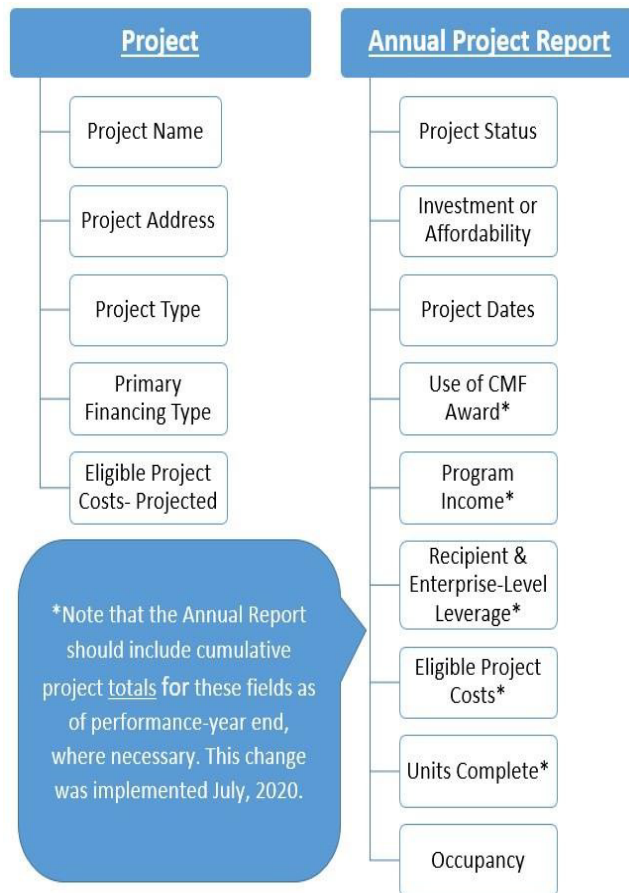 Project
Project Name
Project Address
Project Type
Primary
Financing Type
Eligible Project
Costs- Projected
*Note that the Annual Report
should include cumulative
project totals for these fields as
of performance-year end,
where necessary. This change
was implemented July, 2020.
Annual Project Report
Project Status
Investment or
Affordability
Project Dates
Use of CMF
Award*
Program
Income*
Recipient &
Enterprise-Level
Leverage*
Eligible Project
Costs*
Units Complete*
Occupancy